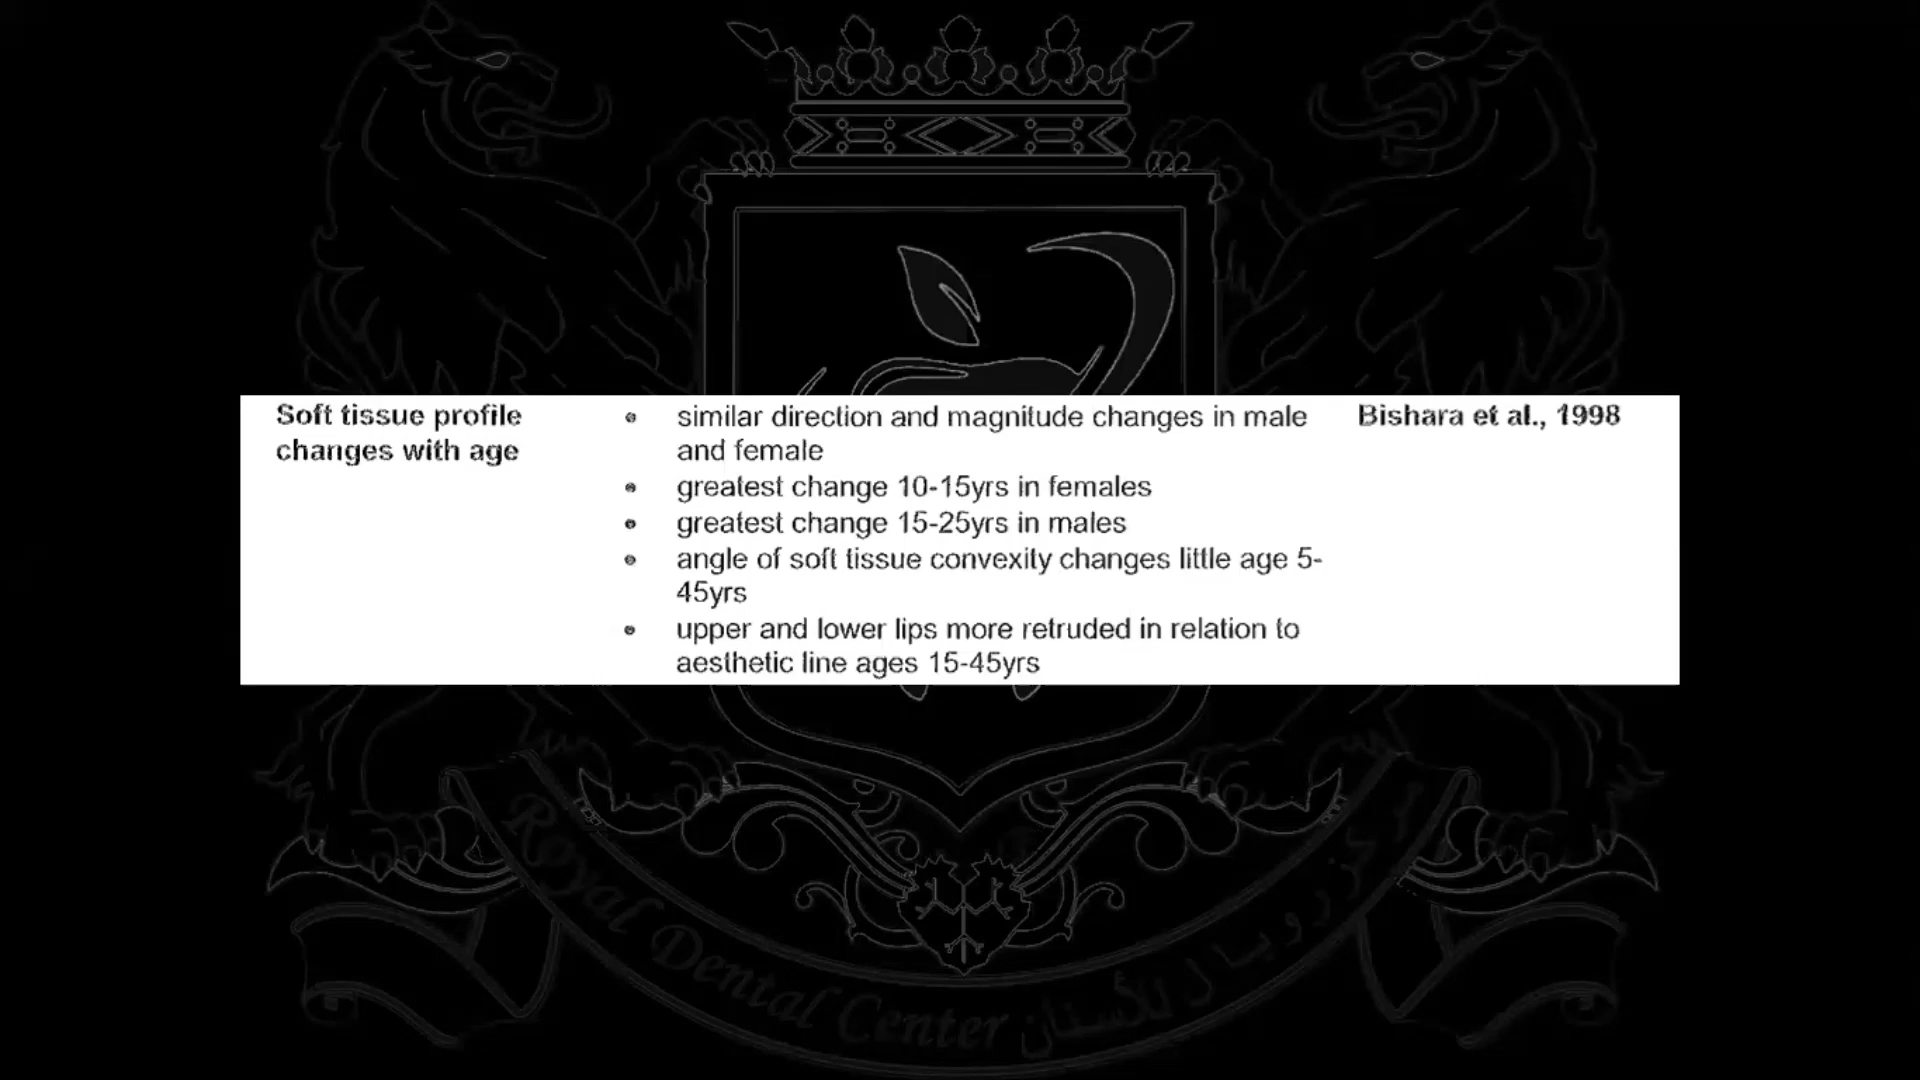 Soft tissue profile
changes with age
• similar direction and magnitude changes in male
and female
• greatest change 10-15yrs in females
• greatest change 15-25yrs in males
• angle of soft tissue convexity changes little age 5-
45yrs
• upper and lower lips more retruded in relation to
aesthetic line ages 15-45yrs
Bishara et al., 1998
Royal Dental Center